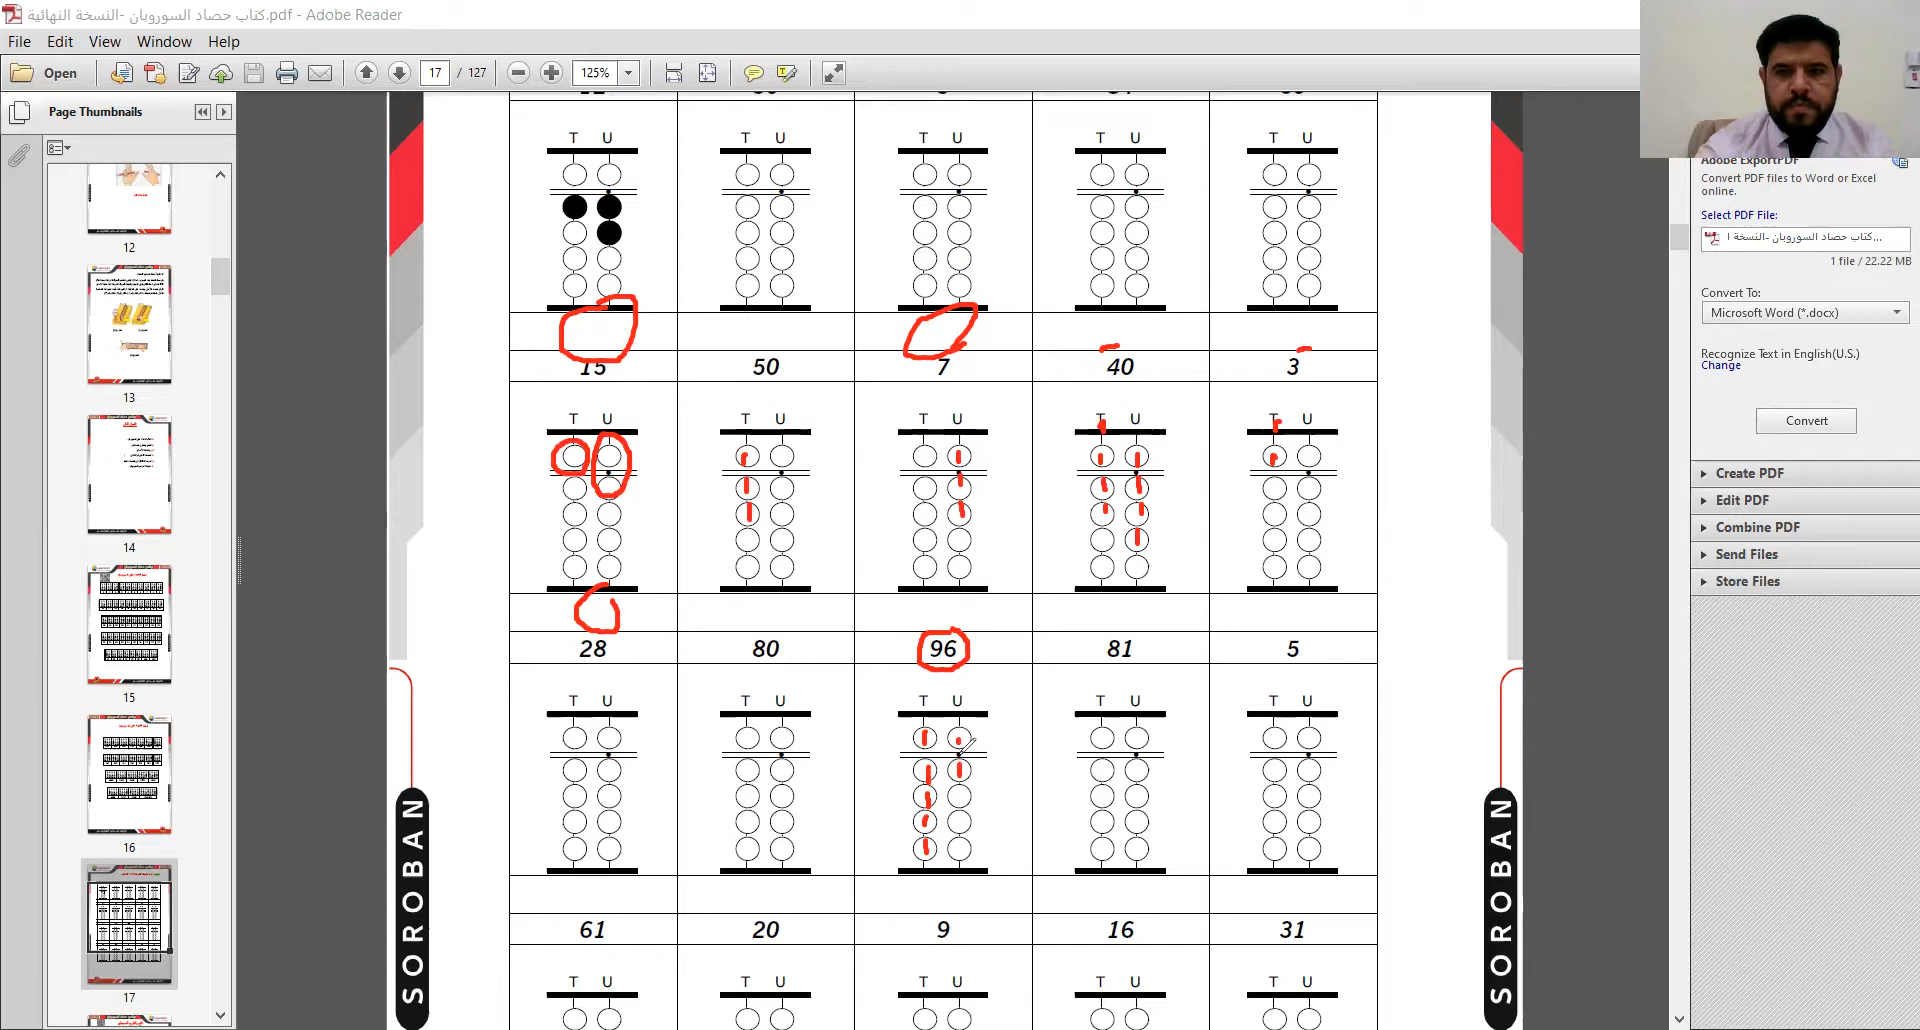 كتاب حصاد السوروبان -النسخة النهائية.pdf - Adobe Reader
File Edit View Window Help
Open 17 / 127 125%
Page Thumbnails
12
13
14
15
16
17
T U T U T U T U T U
15 50 7 40 3
T U T U T U T U T U
28 80 96 81 5
T U T U T U T U T U
61 20 9 16 31
T U T U T U T U T U
SOROBAN
SOROBAN
Adobe ExportPDF
Convert PDF files to Word or Excel
online.
Select PDF File:
كتاب حصاد السوروبان -النسخة ا...
1 file / 22.22 MB
Convert To:
Microsoft Word (*.docx)
Recognize Text in English(U.S.)
Change
Convert
Create PDF
Edit PDF
Combine PDF
Send Files
Store Files